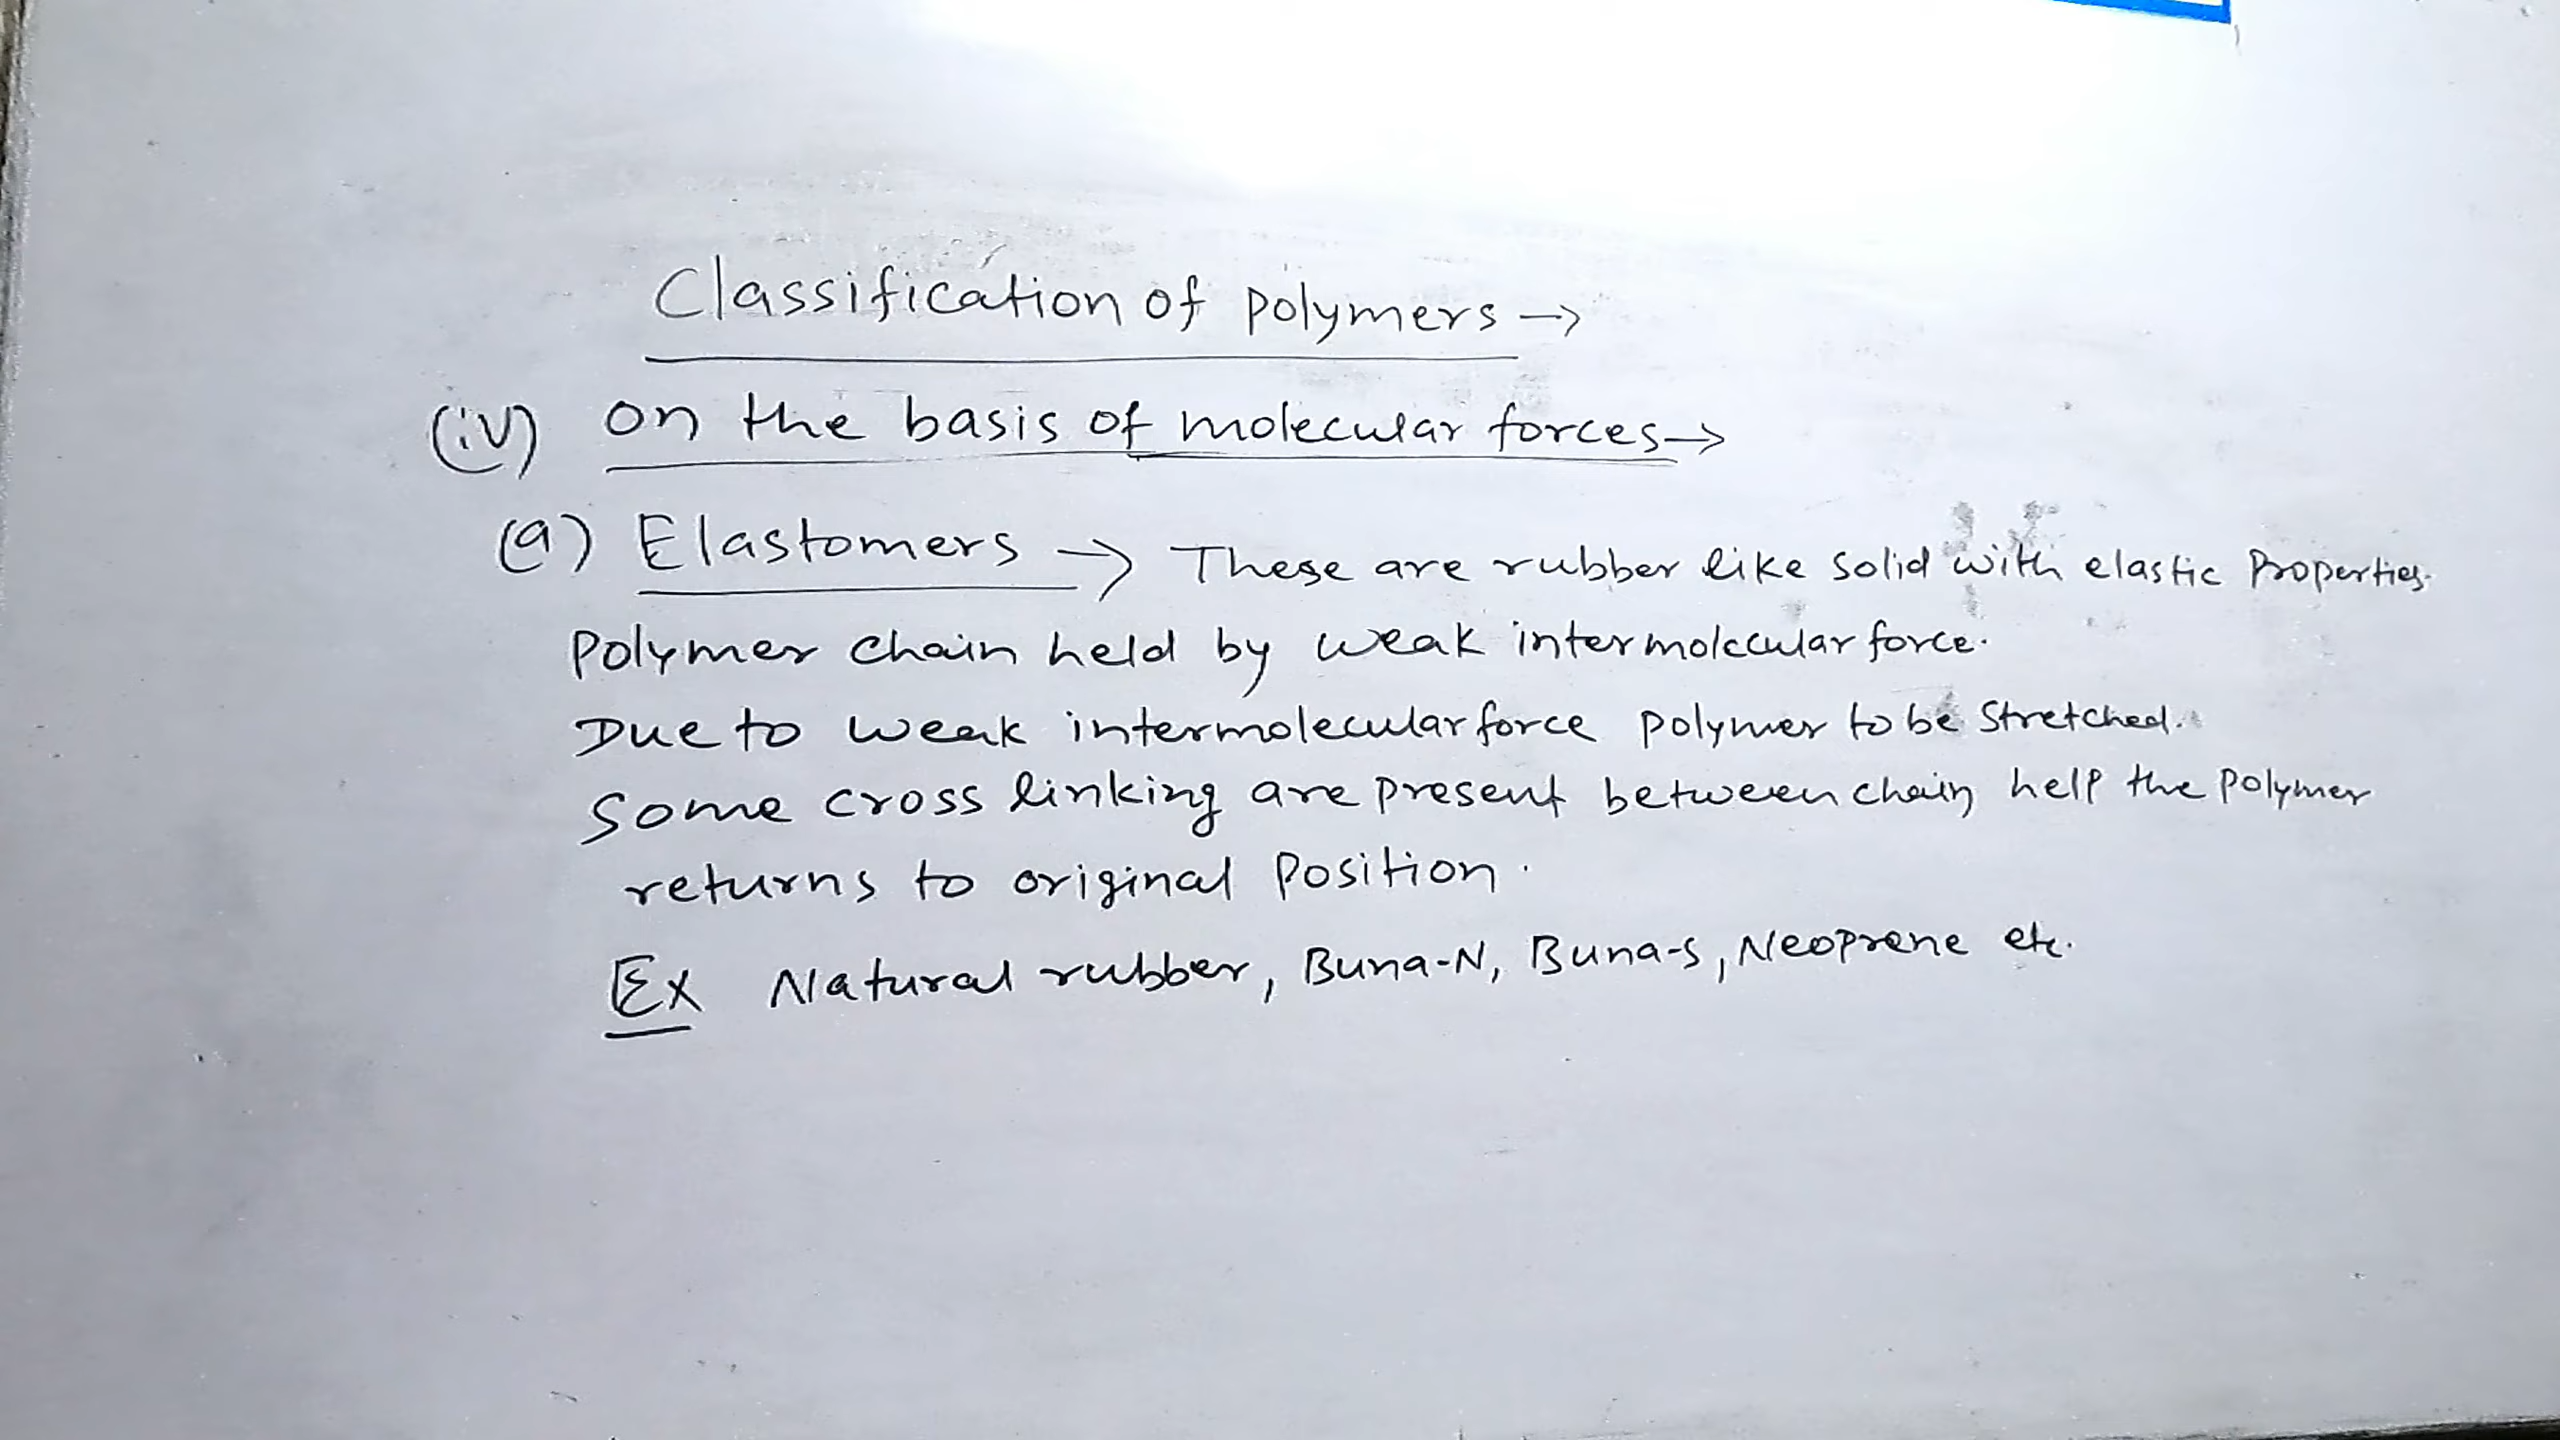 Classification of polymers →
(iv) on the basis of molecular forces →
(a) Elastomers → These are rubber like solid with elastic Properties.
Polymer chain held by weak intermolecular force.
Due to weak intermolecular force polymer to be stretched.
Some cross linking are present between chain help the polymer
returns to original position.
Ex Natural rubber, Buna-N, Buna-s, Neoprene etc.